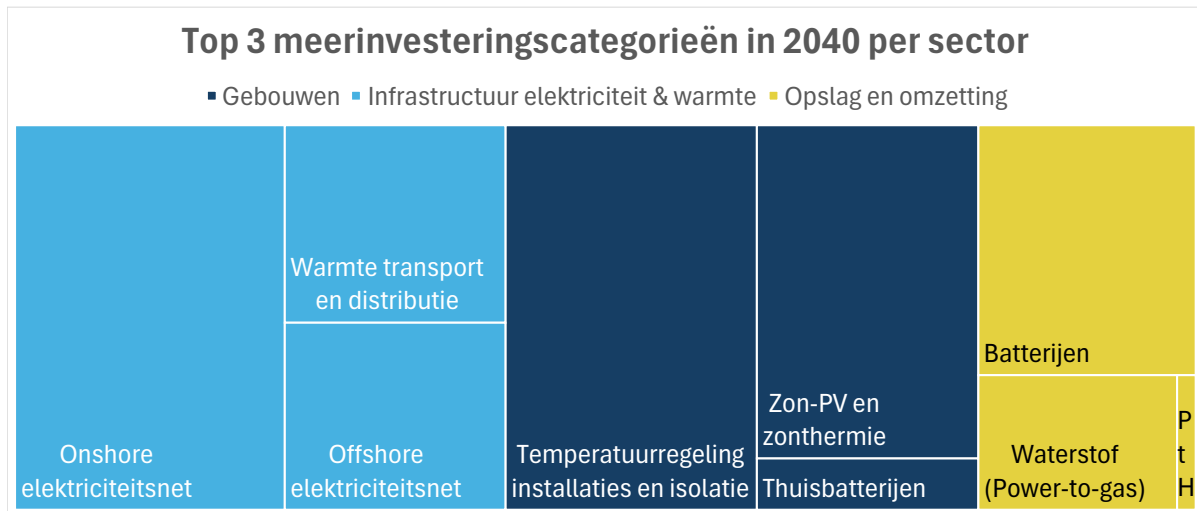 Top 3 meerinvesteringscategorieën in 2040 per sector
Gebouwen Infrastructuur elektriciteit & warmte Opslag en omzetting
Onshore
elektriciteitsnet
Warmte transport
en distributie
Offshore
elektriciteitsnet
Temperatuurregeling
installaties en isolatie
Zon-PV en
zonthermie
Thuisbatterijen
Batterijen
Waterstof
(Power-to-gas)
P
t
H